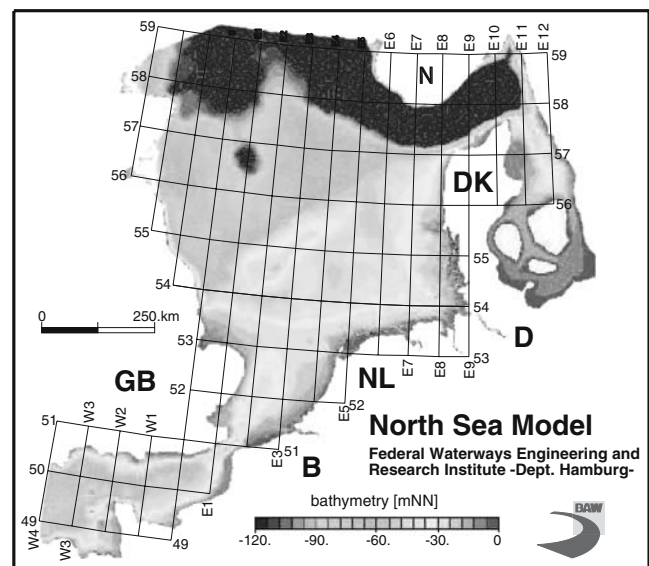 59
E6 E7 E8 E9 E10 E11 E12
59
58
N
58
57
57
56
DK
56
55
55
54
54
0 250.km
D
53
53
GB
NL
E7 E8 E9
52
E5 52
51 W3 W2 W1
North Sea Model
E3 51
B
Federal Waterways Engineering and
Research Institute -Dept. Hamburg-
50
E1
bathymetry [mNN]
BAW
49
49
W4 W3
-120. -90. -60. -30. 0